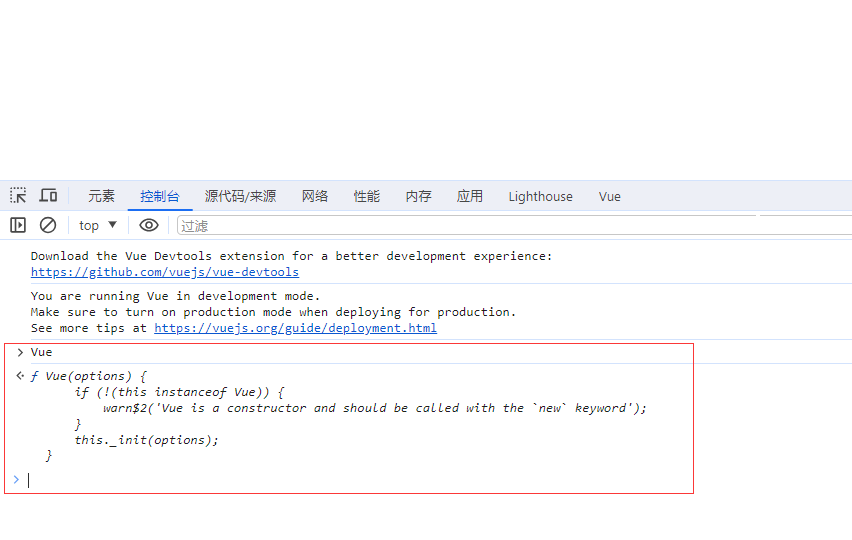 元素 控制台 源代码/来源 网络 性能 内存 应用 Lighthouse Vue
top ▼ 过滤
Download the Vue Devtools extension for a better development experience:
https://github.com/vuejs/vue-devtools
You are running Vue in development mode.
Make sure to turn on production mode when deploying for production.
See more tips at https://vuejs.org/guide/deployment.html
> Vue
ƒ Vue(options) {
if (!(this instanceof Vue)) {
warn$2('Vue is a constructor and should be called with the `new` keyword');
}
this._init(options);
}
>